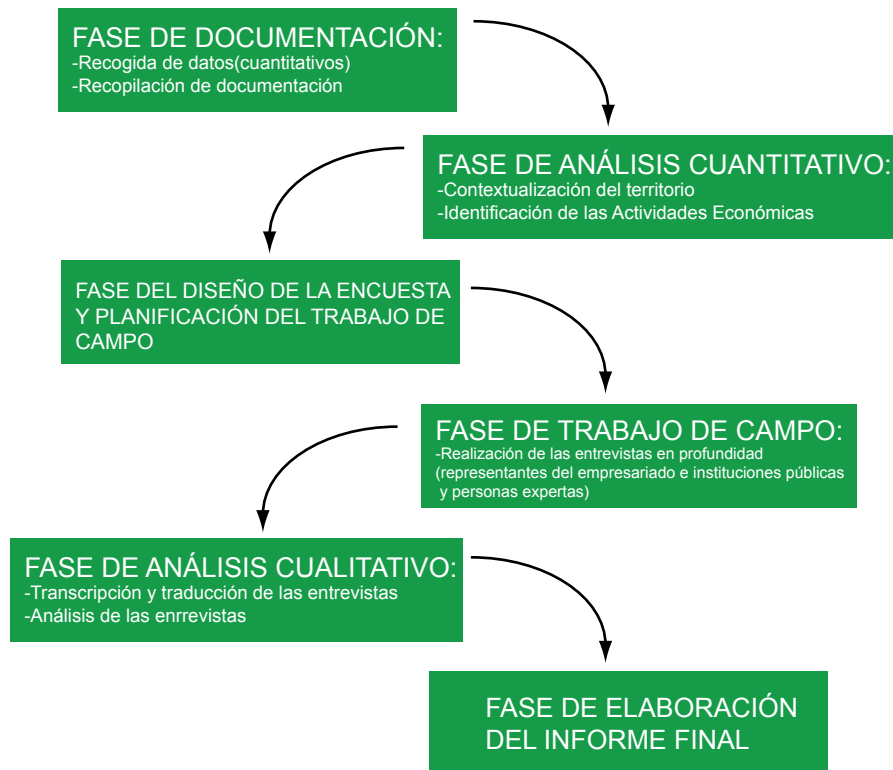 FASE DE DOCUMENTACIÓN:
-Recogida de datos(cuantitativos)
-Recopilación de documentación
FASE DE ANÁLISIS CUANTITATIVO:
-Contextualización del territorio
-Identificación de las Actividades Económicas
FASE DEL DISEÑO DE LA ENCUESTA
Y PLANIFICACIÓN DEL TRABAJO DE
CAMPO
FASE DE TRABAJO DE CAMPO:
-Realización de las entrevistas en profundidad
(representantes del empresariado e instituciones públicas
y personas expertas)
FASE DE ANÁLISIS CUALITATIVO:
-Transcripción y traducción de las entrevistas
-Análisis de las enrrevistas
FASE DE ELABORACIÓN
DEL INFORME FINAL